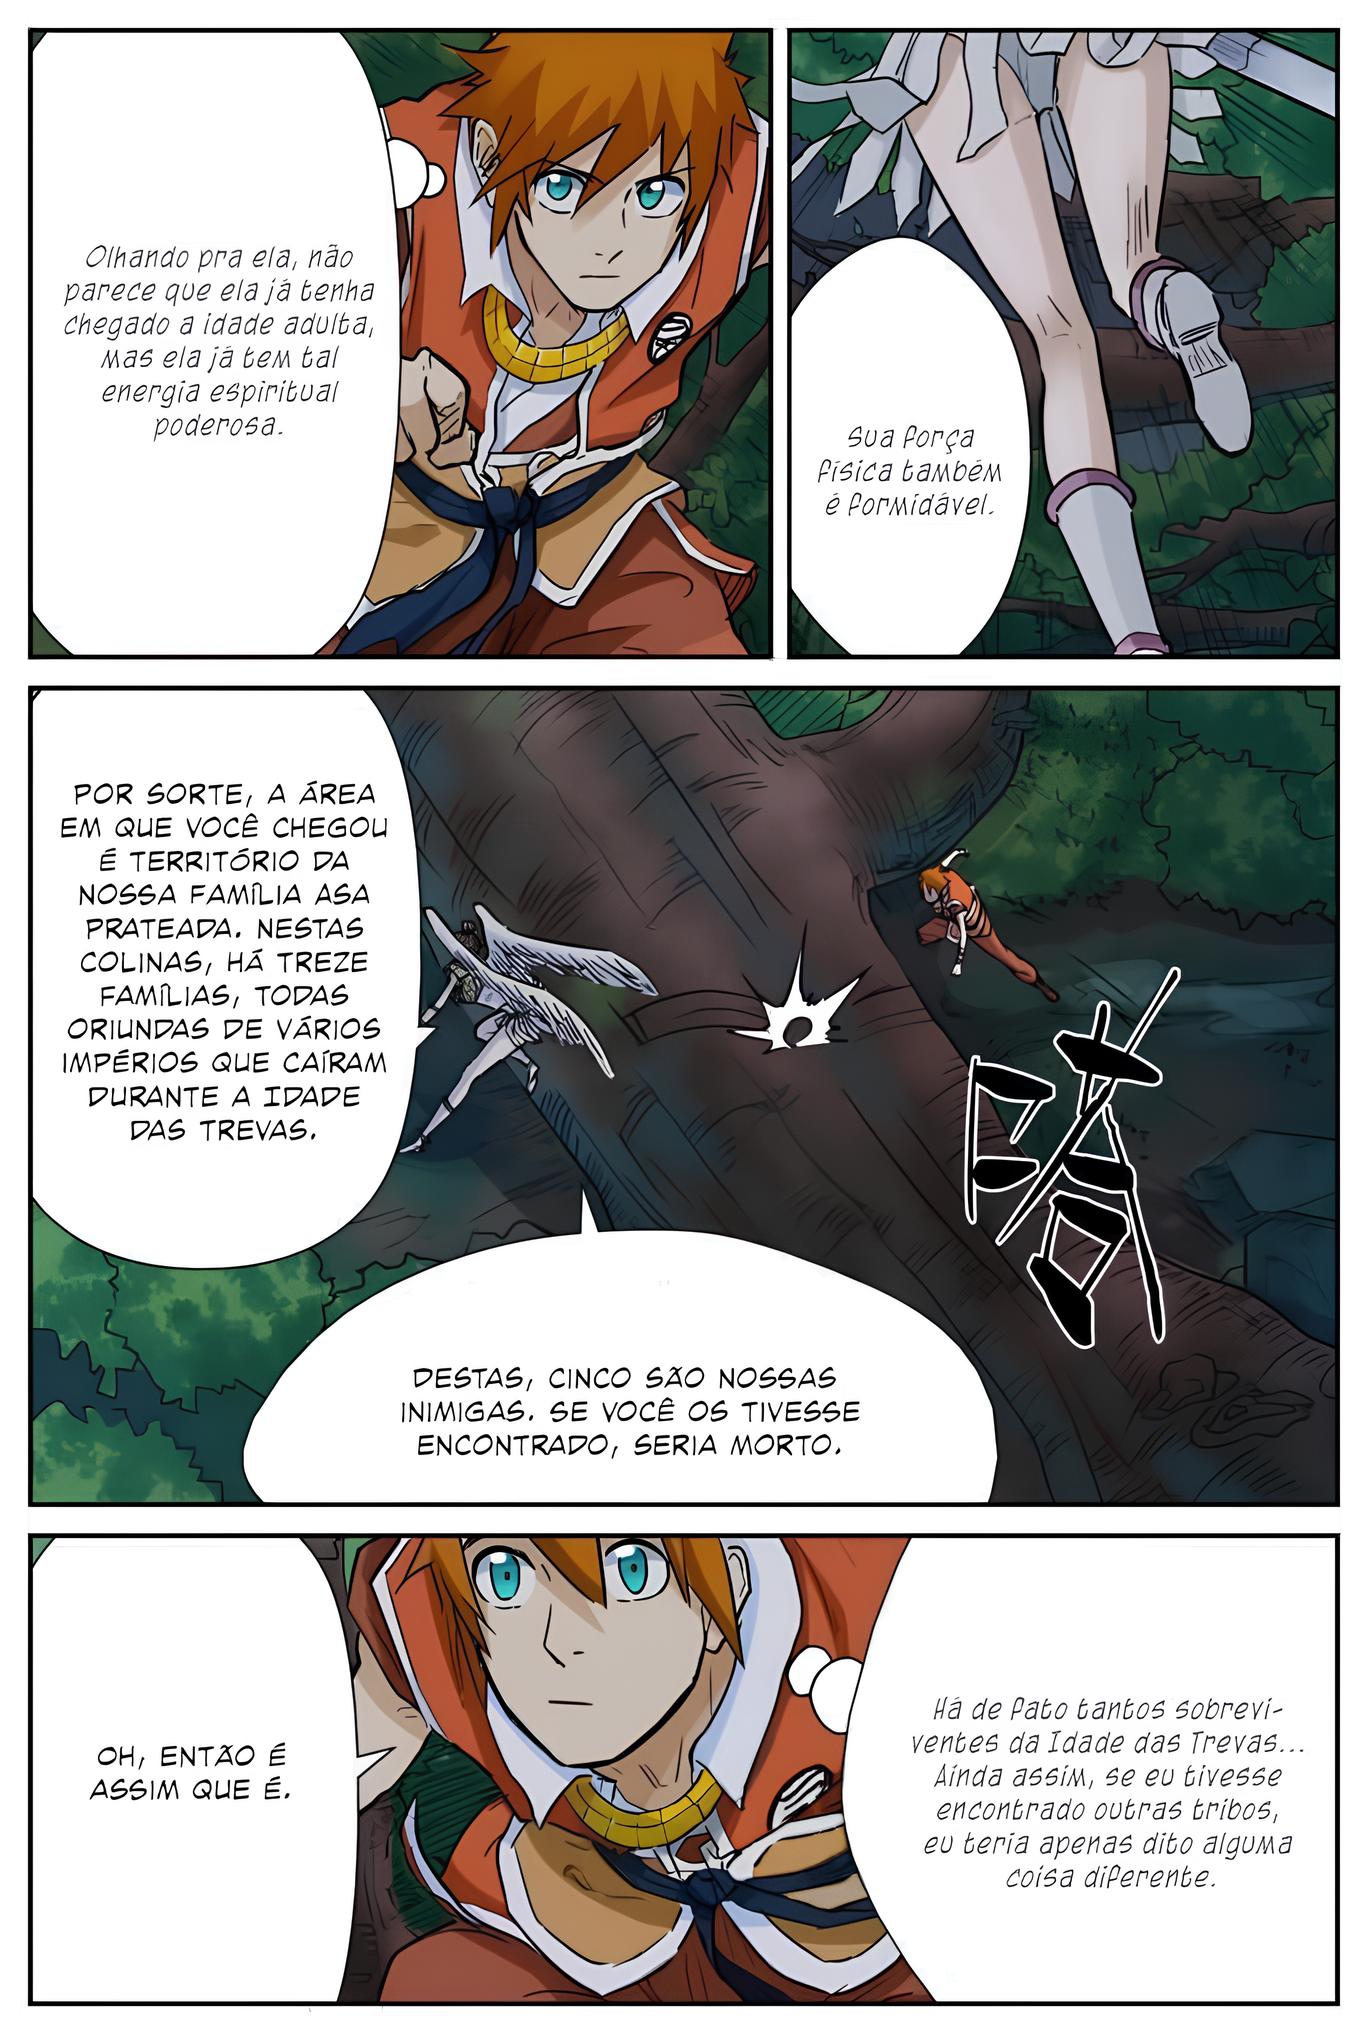 Olhando pra ela, não
parece que ela já tenha
chegado a idade adulta,
mas ela já tem tal
energia espiritual
poderosa.
Sua força
física também
é formidável.
POR SORTE, A ÁREA
EM QUE VOCÊ CHEGOU
É TERRITÓRIO DA
NOSSA FAMÍLIA ASA
PRATEADA. NESTAS
COLINAS, HÁ TREZE
FAMÍLIAS, TODAS
ORIUNDAS DE VÁRIOS
IMPÉRIOS QUE CAÍRAM
DURANTE A IDADE
DAS TREVAS.
嗒
DESTAS, CINCO SÃO NOSSAS
INIMIGAS. SE VOCÊ OS TIVESSE
ENCONTRADO, SERIA MORTO.
OH, ENTÃO É
ASSIM QUE É.
Há de fato tantos sobrevi-
ventes da Idade das Trevas...
Ainda assim, se eu tivesse
encontrado outras tribos,
eu teria apenas dito alguma
coisa diferente.